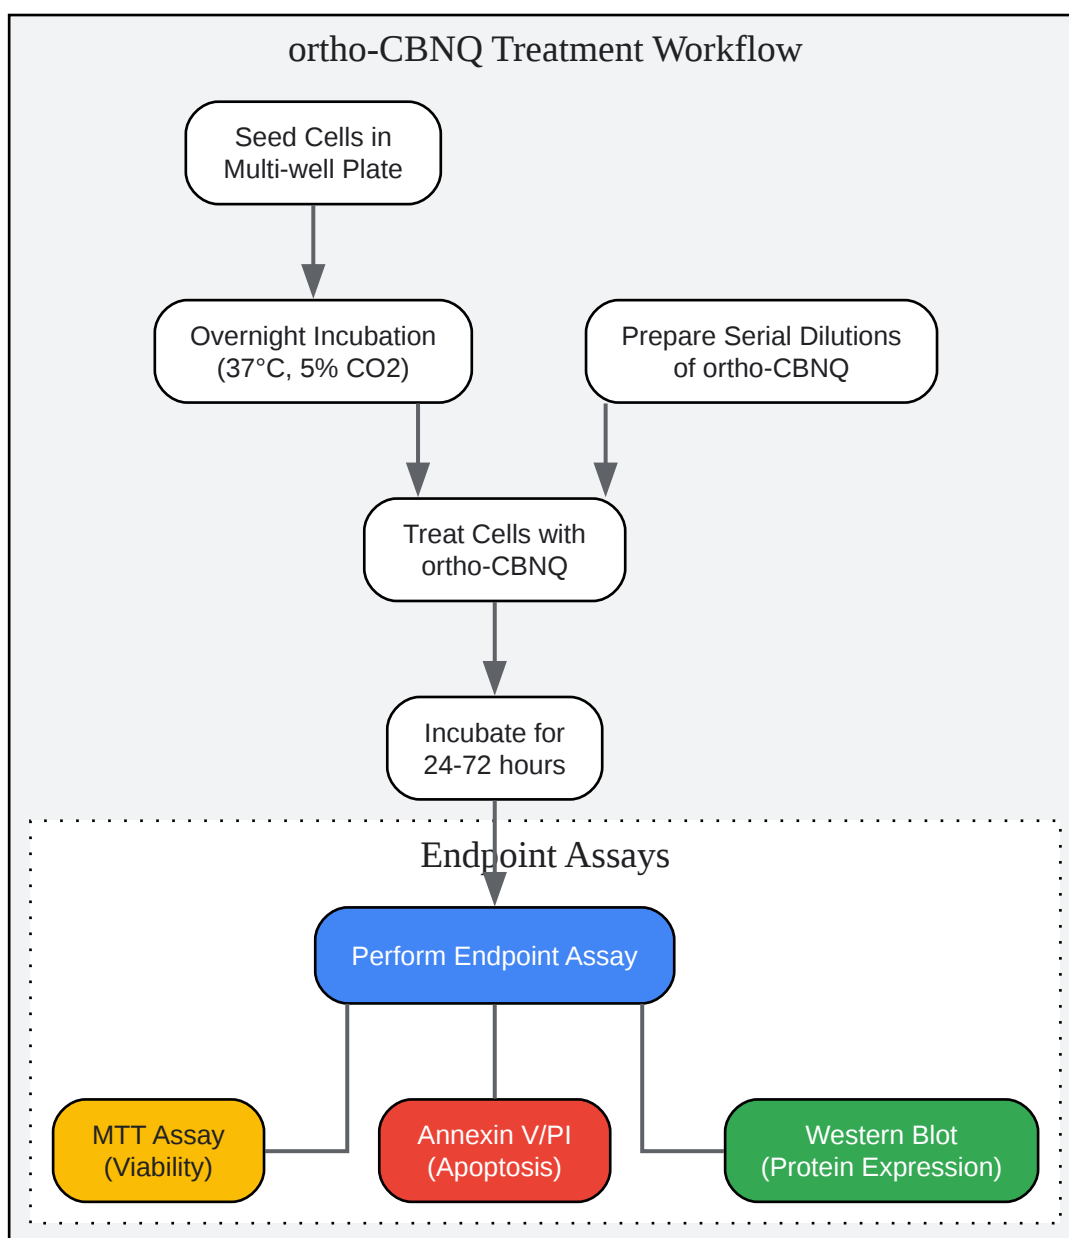 ortho-CBNQ Treatment Workflow
Seed Cells in
Multi-well Plate
Overnight Incubation
(37°C, 5% CO2)
Prepare Serial Dilutions
of ortho-CBNQ
Treat Cells with
ortho-CBNQ
Incubate for
24-72 hours
Endpoint Assays
Perform Endpoint Assay
MTT Assay
(Viability)
Annexin V/PI
(Apoptosis)
Western Blot
(Protein Expression)